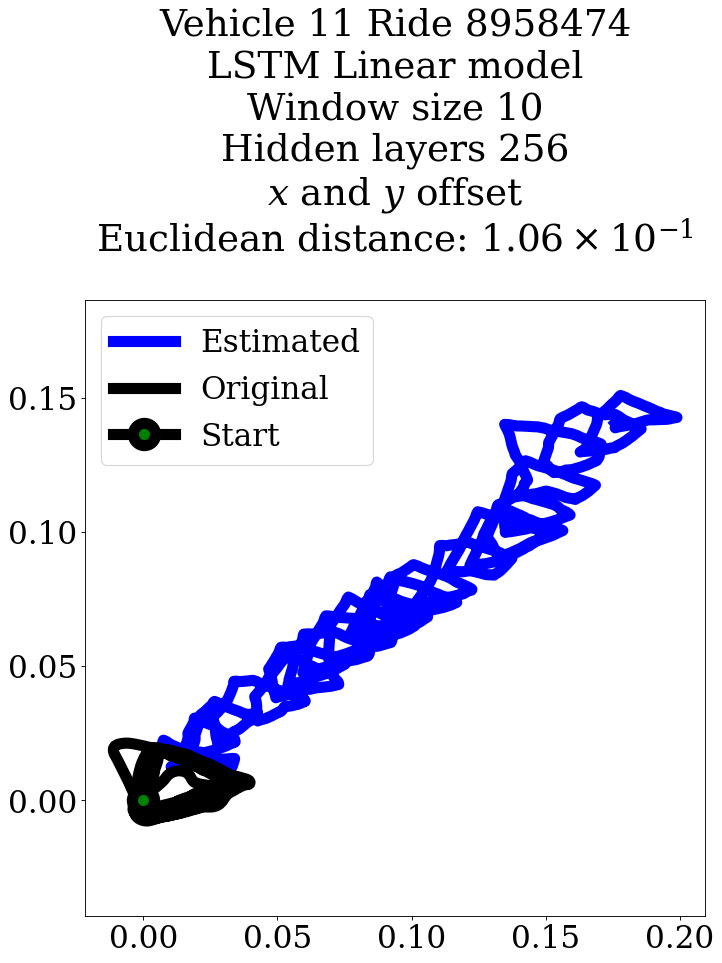 Vehicle 11 Ride 8958474
LSTM Linear model
Window size 10
Hidden layers 256
x and y offset
Euclidean distance: 1.06 × 10⁻¹
Estimated
Original
Start
0.15
0.10
0.05
0.00
0.00 0.05 0.10 0.15 0.20